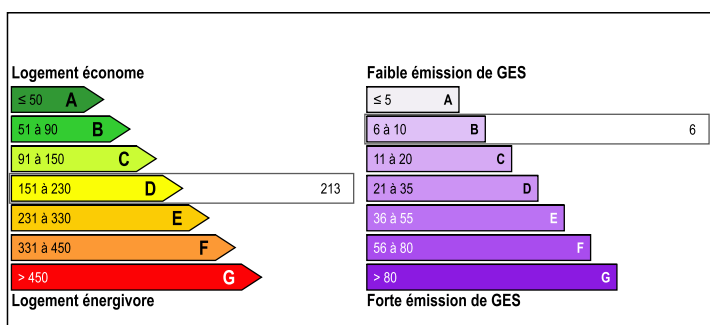 Logement économe
≤ 50 A
51 à 90 B
91 à 150 C
151 à 230 D 213
231 à 330 E
331 à 450 F
> 450 G
Logement énergivore
Faible émission de GES
≤ 5 A
6 à 10 B 6
11 à 20 C
21 à 35 D
36 à 55 E
56 à 80 F
> 80 G
Forte émission de GES